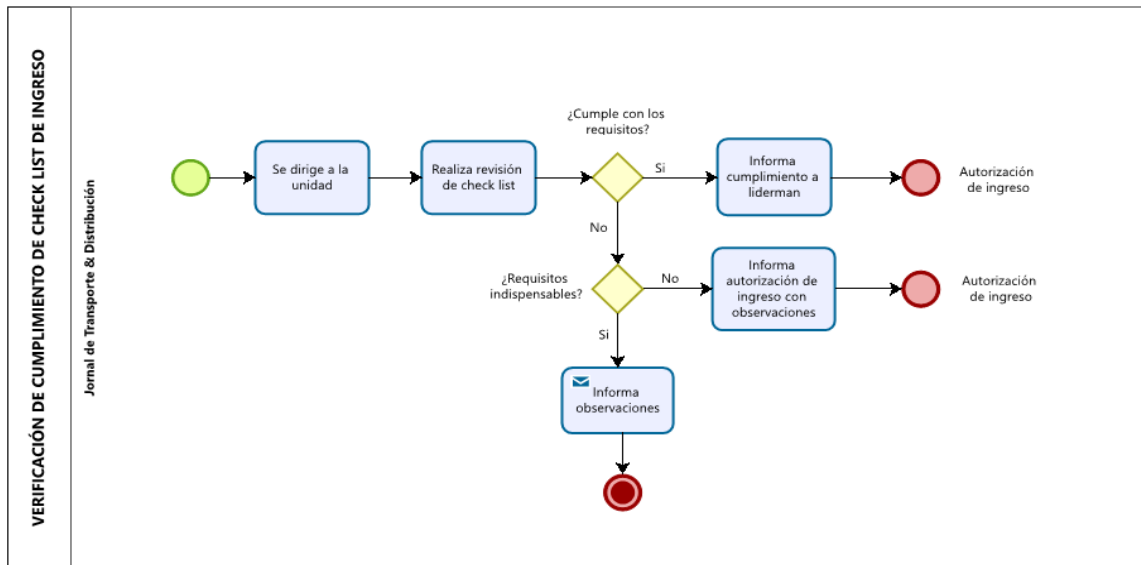 VERIFICACIÓN DE CUMPLIMIENTO DE CHECK LIST DE INGRESO
Jornal de Transporte & Distribución
Se dirige a la
unidad
Realiza revisión
de check list
¿Cumple con los
requisitos?
Si
Informa
cumplimiento a
liderman
Autorización
de ingreso
No
¿Requisitos
indispensables?
No
Informa
autorización de
ingreso con
observaciones
Autorización
de ingreso
Si
Informa
observaciones